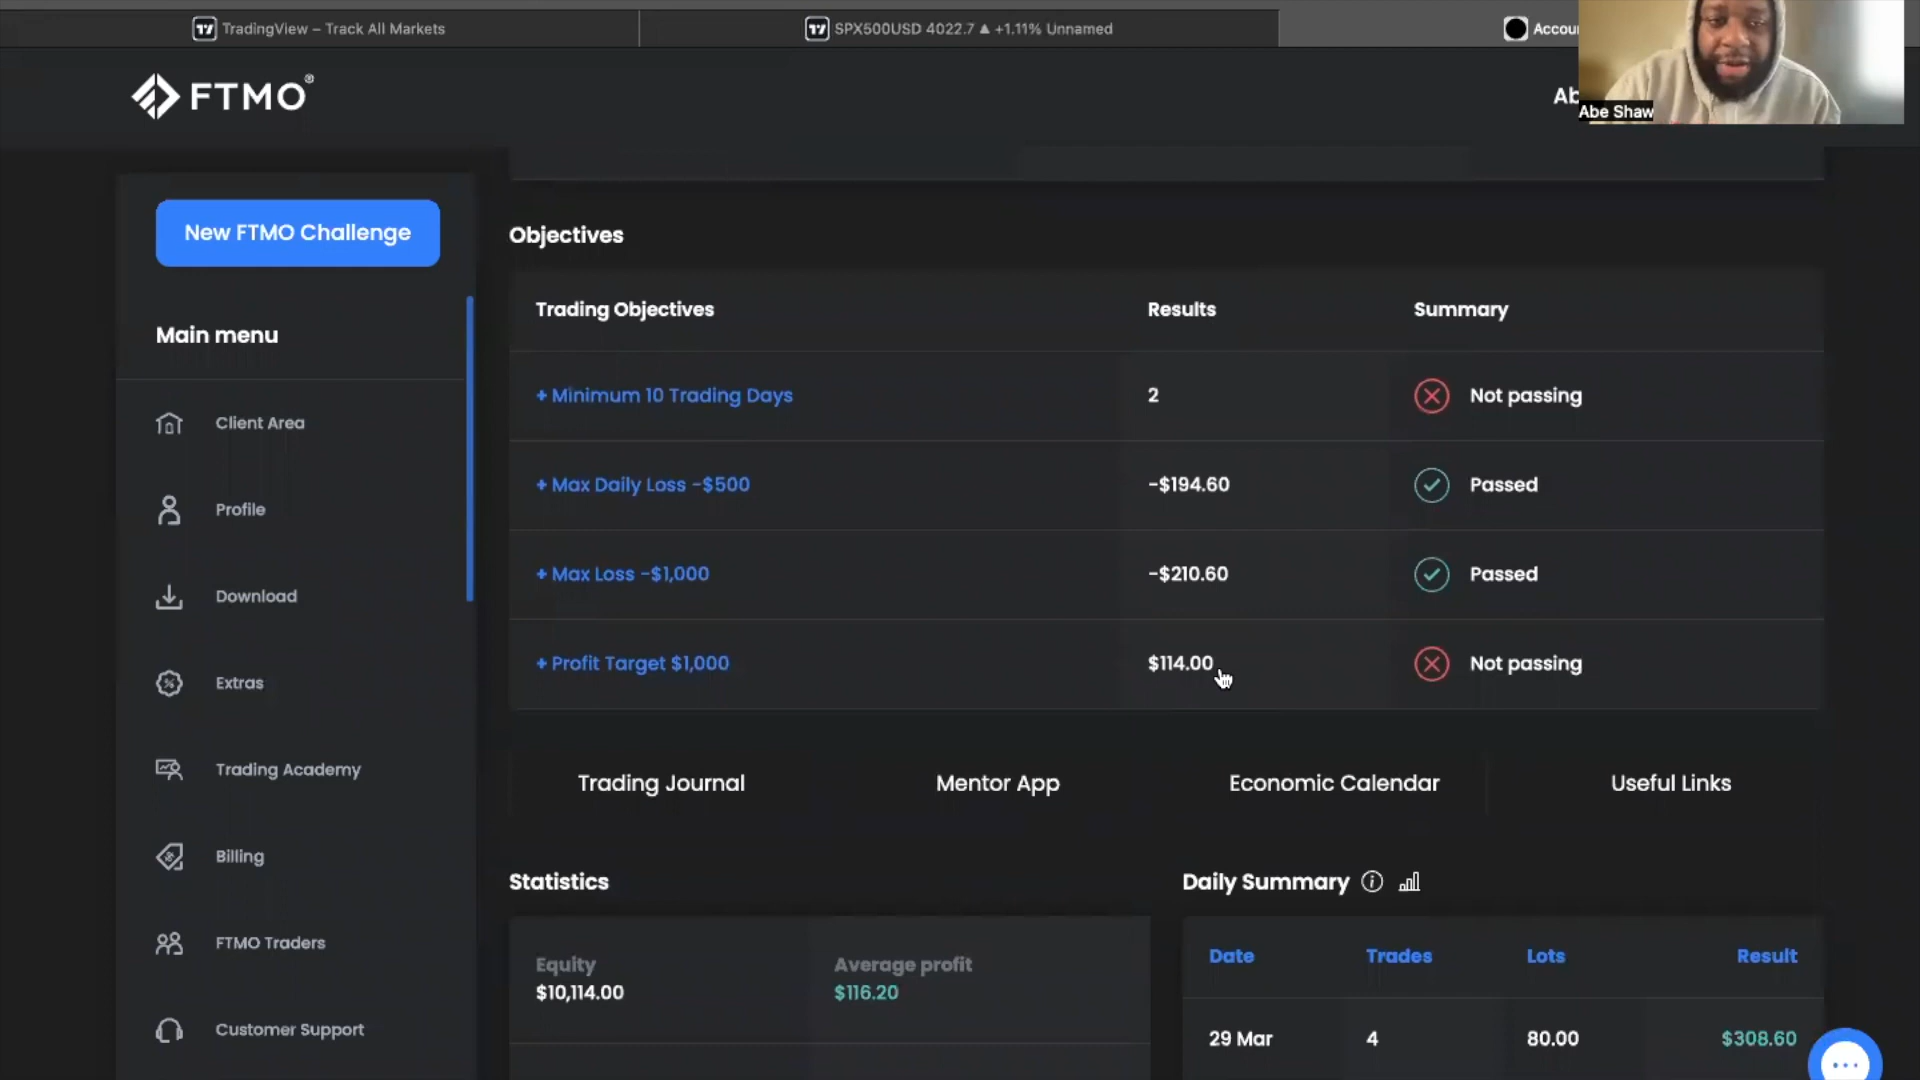 TradingView – Track All Markets
SPX500USD 4022.7 ▲ +1.11% Unnamed
FTMO®
Abe Shaw
New FTMO Challenge
Main menu
Client Area
Profile
Download
Extras
Trading Academy
Billing
FTMO Traders
Customer Support
Objectives
Trading Objectives Results Summary
+ Minimum 10 Trading Days 2 Not passing
+ Max Daily Loss -$500 -$194.60 Passed
+ Max Loss -$1,000 -$210.60 Passed
+ Profit Target $1,000 $114.00 Not passing
Trading Journal Mentor App Economic Calendar Useful Links
Statistics
Equity Average profit
$10,114.00 $116.20
Daily Summary
Date Trades Lots Result
29 Mar 4 80.00 $308.60